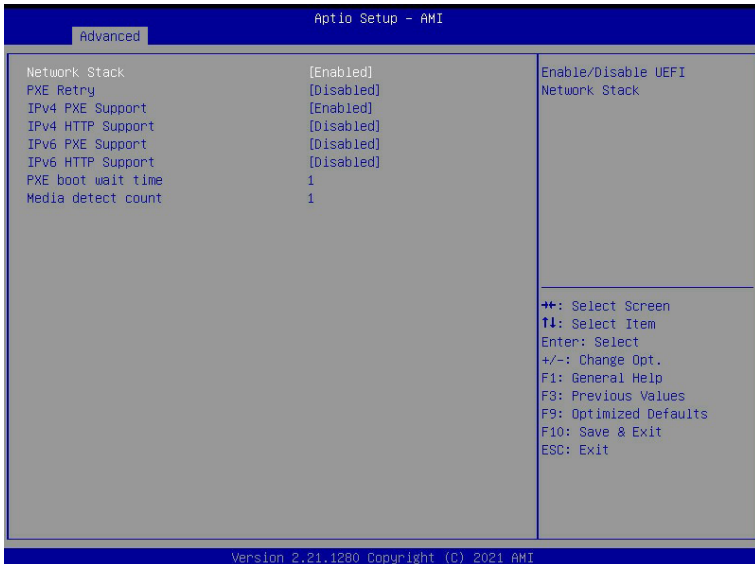 Aptio Setup – AMI
Advanced
Network Stack [Enabled]
PXE Retry [Disabled]
IPv4 PXE Support [Enabled]
IPv4 HTTP Support [Disabled]
IPv6 PXE Support [Disabled]
IPv6 HTTP Support [Disabled]
PXE boot wait time 1
Media detect count 1
Enable/Disable UEFI
Network Stack
→←: Select Screen
↑↓: Select Item
Enter: Select
+/-: Change Opt.
F1: General Help
F3: Previous Values
F9: Optimized Defaults
F10: Save & Exit
ESC: Exit
Version 2.21.1280 Copyright (C) 2021 AMI